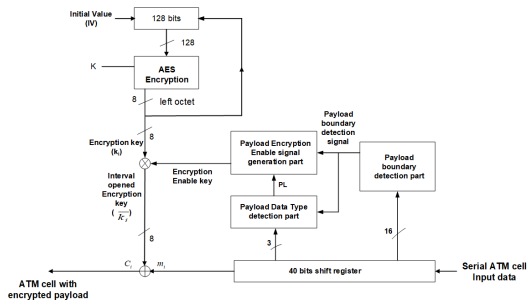 Initial Value
(IV)
128 bits
128
K
AES
Encryption
8
left octet
8
Encryption key
(kᵢ)
Encryption
Enable key
Payload Encryption
Enable signal
generation part
Payload
boundary
detection
signal
Payload
boundary
detection part
PL
Payload Data Type
detection part
Interval
opened
Encryption
key
( k̅ᵢ )
8
3
16
Cᵢ
mᵢ
40 bits shift register
Serial ATM cell
Input data
ATM cell with
encrypted payload